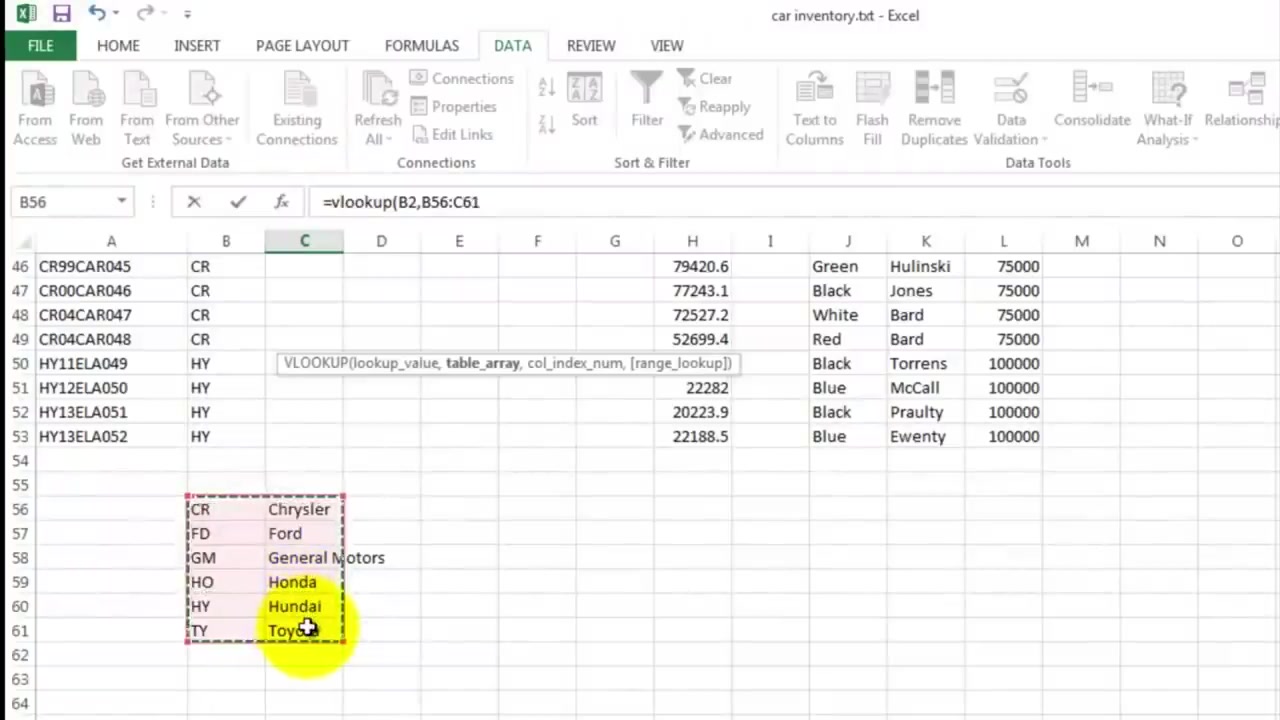 car inventory.txt - Excel
FILE HOME INSERT PAGE LAYOUT FORMULAS DATA REVIEW VIEW
From Access
From Web
From Text
From Other Sources
Existing Connections
Get External Data
Refresh All
Connections
Properties
Edit Links
Connections
Sort
Filter
Clear
Reapply
Advanced
Sort & Filter
Text to Columns
Flash Fill
Remove Duplicates
Data Validation
Consolidate
What-If Analysis
Relationship
Data Tools
B56 fx =vlookup(B2,B56:C61
A B C D E F G H I J K L M N O
46 CR99CAR045 CR 79420.6 Green Hulinski 75000
47 CR00CAR046 CR 77243.1 Black Jones 75000
48 CR04CAR047 CR 72527.2 White Bard 75000
49 CR04CAR048 CR 52699.4 Red Bard 75000
50 HY11ELA049 HY VLOOKUP(lookup_value, table_array, col_index_num, [range_lookup]) Black Torrens 100000
51 HY12ELA050 HY 22282 Blue McCall 100000
52 HY13ELA051 HY 20223.9 Black Praulty 100000
53 HY13ELA052 HY 22188.5 Blue Ewenty 100000
54
55
56 CR Chrysler
57 FD Ford
58 GM General Motors
59 HO Honda
60 HY Hundai
61 TY Toyota
62
63
64